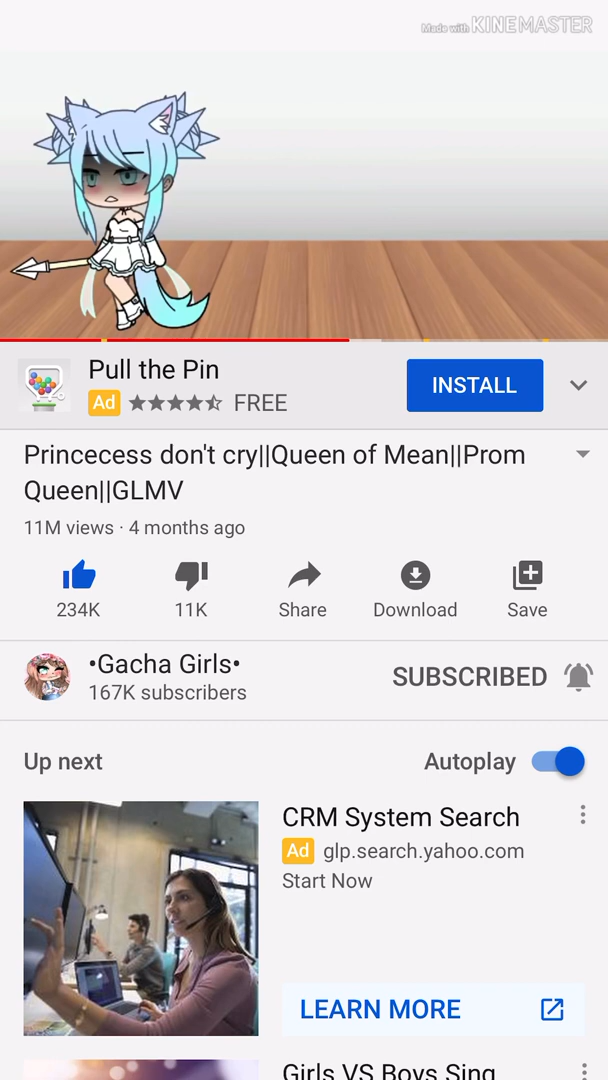 Made with KINEMASTER
Pull the Pin
Ad FREE
INSTALL
Princecess don't cry||Queen of Mean||Prom
Queen||GLMV
11M views · 4 months ago
234K 11K Share Download Save
•Gacha Girls•
167K subscribers
SUBSCRIBED
Up next Autoplay
CRM System Search
Ad glp.search.yahoo.com
Start Now
LEARN MORE
Girls VS Boys Sing